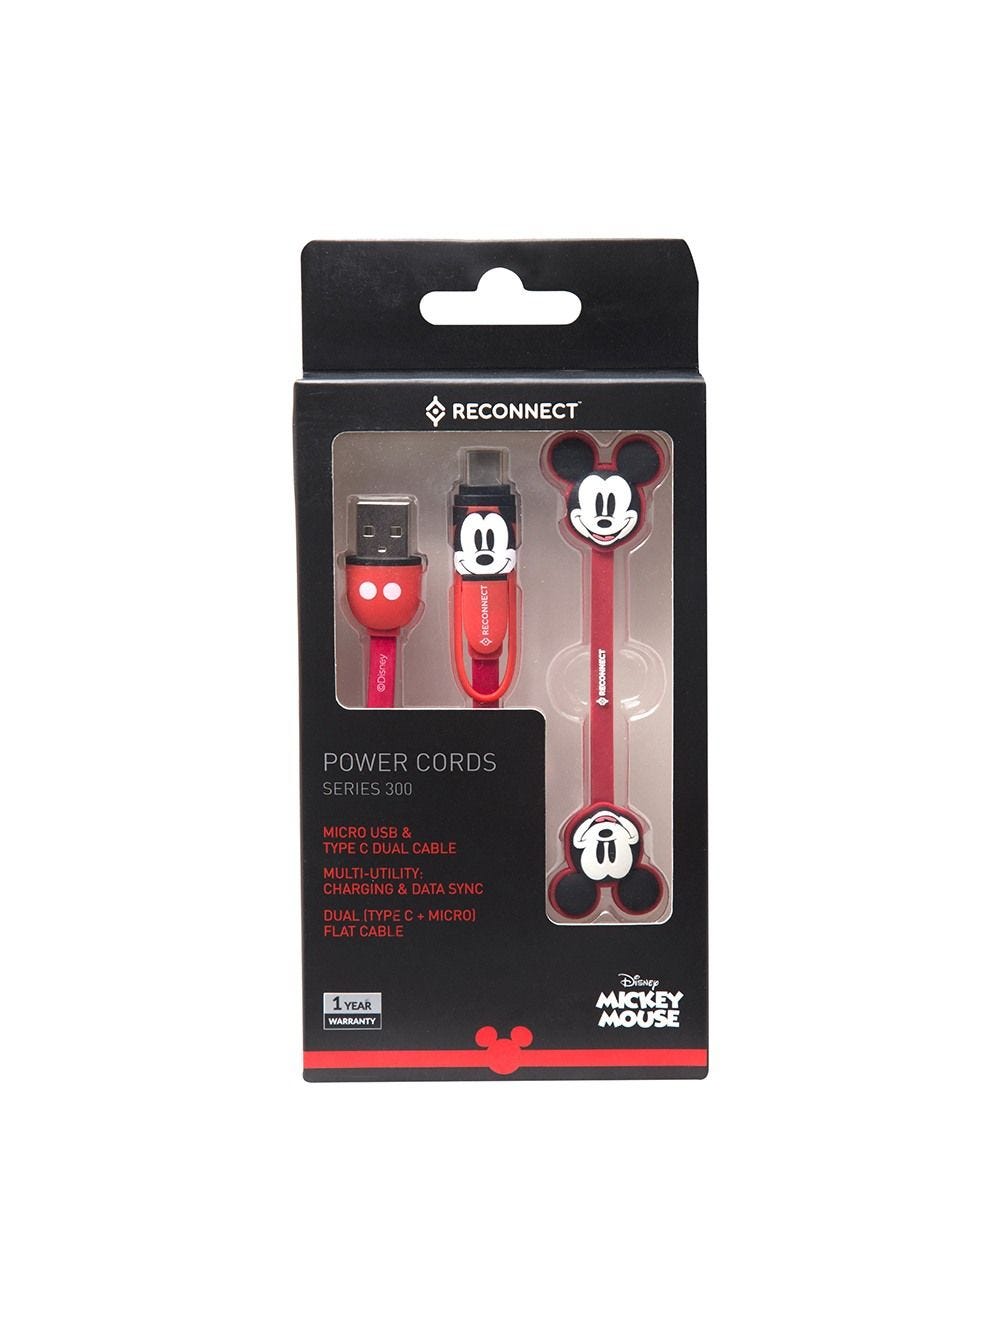 RECONNECT™
©Disney
RECONNECT
RECONNECT
POWER CORDS
SERIES 300
MICRO USB &
TYPE C DUAL CABLE
MULTI-UTILITY:
CHARGING & DATA SYNC
DUAL (TYPE C + MICRO)
FLAT CABLE
1 YEAR
WARRANTY
Disney
MICKEY
MOUSE